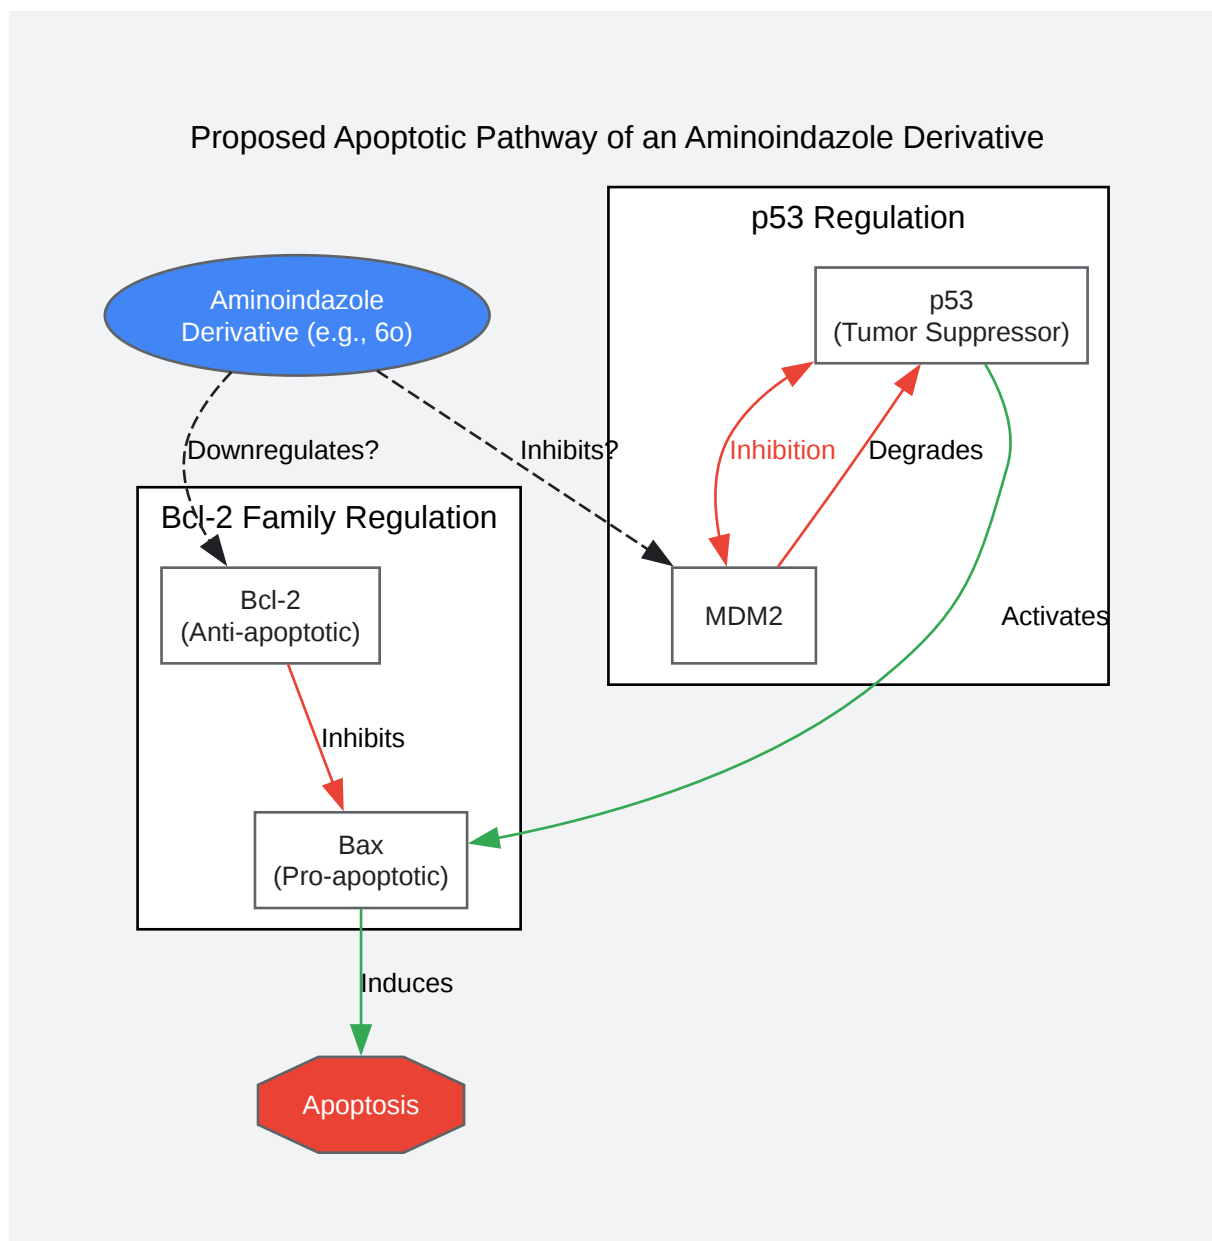 Proposed Apoptotic Pathway of an Aminoindazole Derivative
p53 Regulation
Aminoindazole
Derivative (e.g., 6o)
p53
(Tumor Suppressor)
Downregulates?
Inhibits?
Inhibition
Degrades
Bcl-2 Family Regulation
Bcl-2
(Anti-apoptotic)
MDM2
Activates
Inhibits
Bax
(Pro-apoptotic)
Induces
Apoptosis